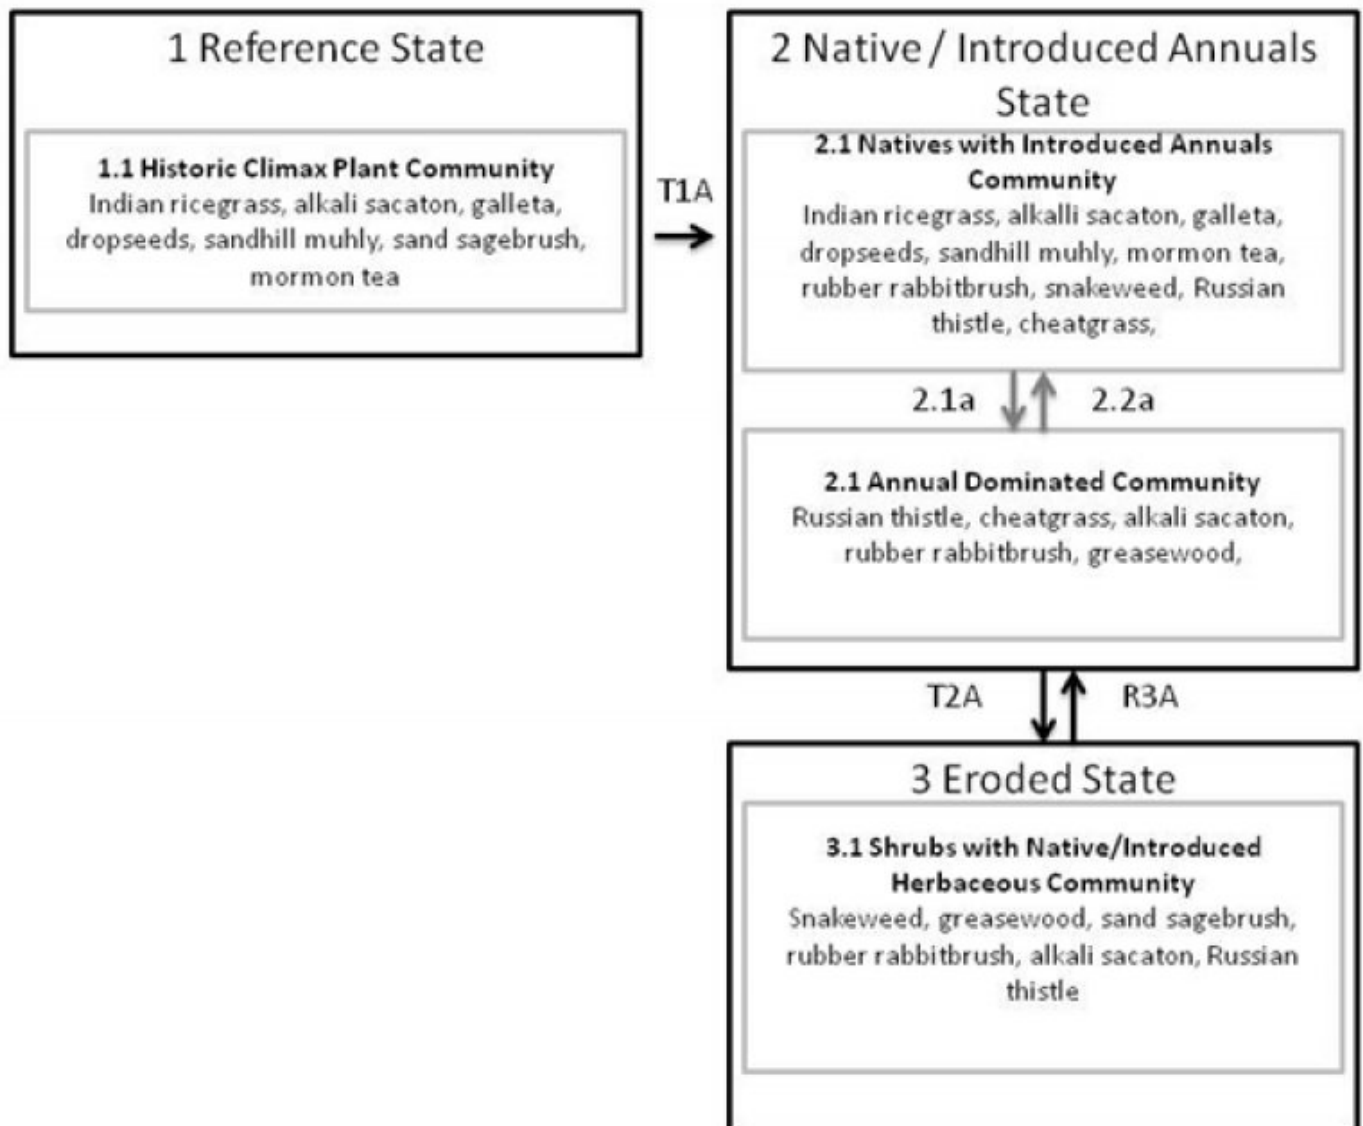 1 Reference State
1.1 Historic Climax Plant Community
Indian ricegrass, alkali sacaton, galleta,
dropseeds, sandhill muhly, sand sagebrush,
mormon tea
T1A
2 Native / Introduced Annuals
State
2.1 Natives with Introduced Annuals
Community
Indian ricegrass, alkalli sacaton, galleta,
dropseeds, sandhill muhly, mormon tea,
rubber rabbitbrush, snakeweed, Russian
thistle, cheatgrass,
2.1a
2.2a
2.1 Annual Dominated Community
Russian thistle, cheatgrass, alkali sacaton,
rubber rabbitbrush, greasewood,
T2A
R3A
3 Eroded State
3.1 Shrubs with Native/Introduced
Herbaceous Community
Snakeweed, greasewood, sand sagebrush,
rubber rabbitbrush, alkali sacaton, Russian
thistle